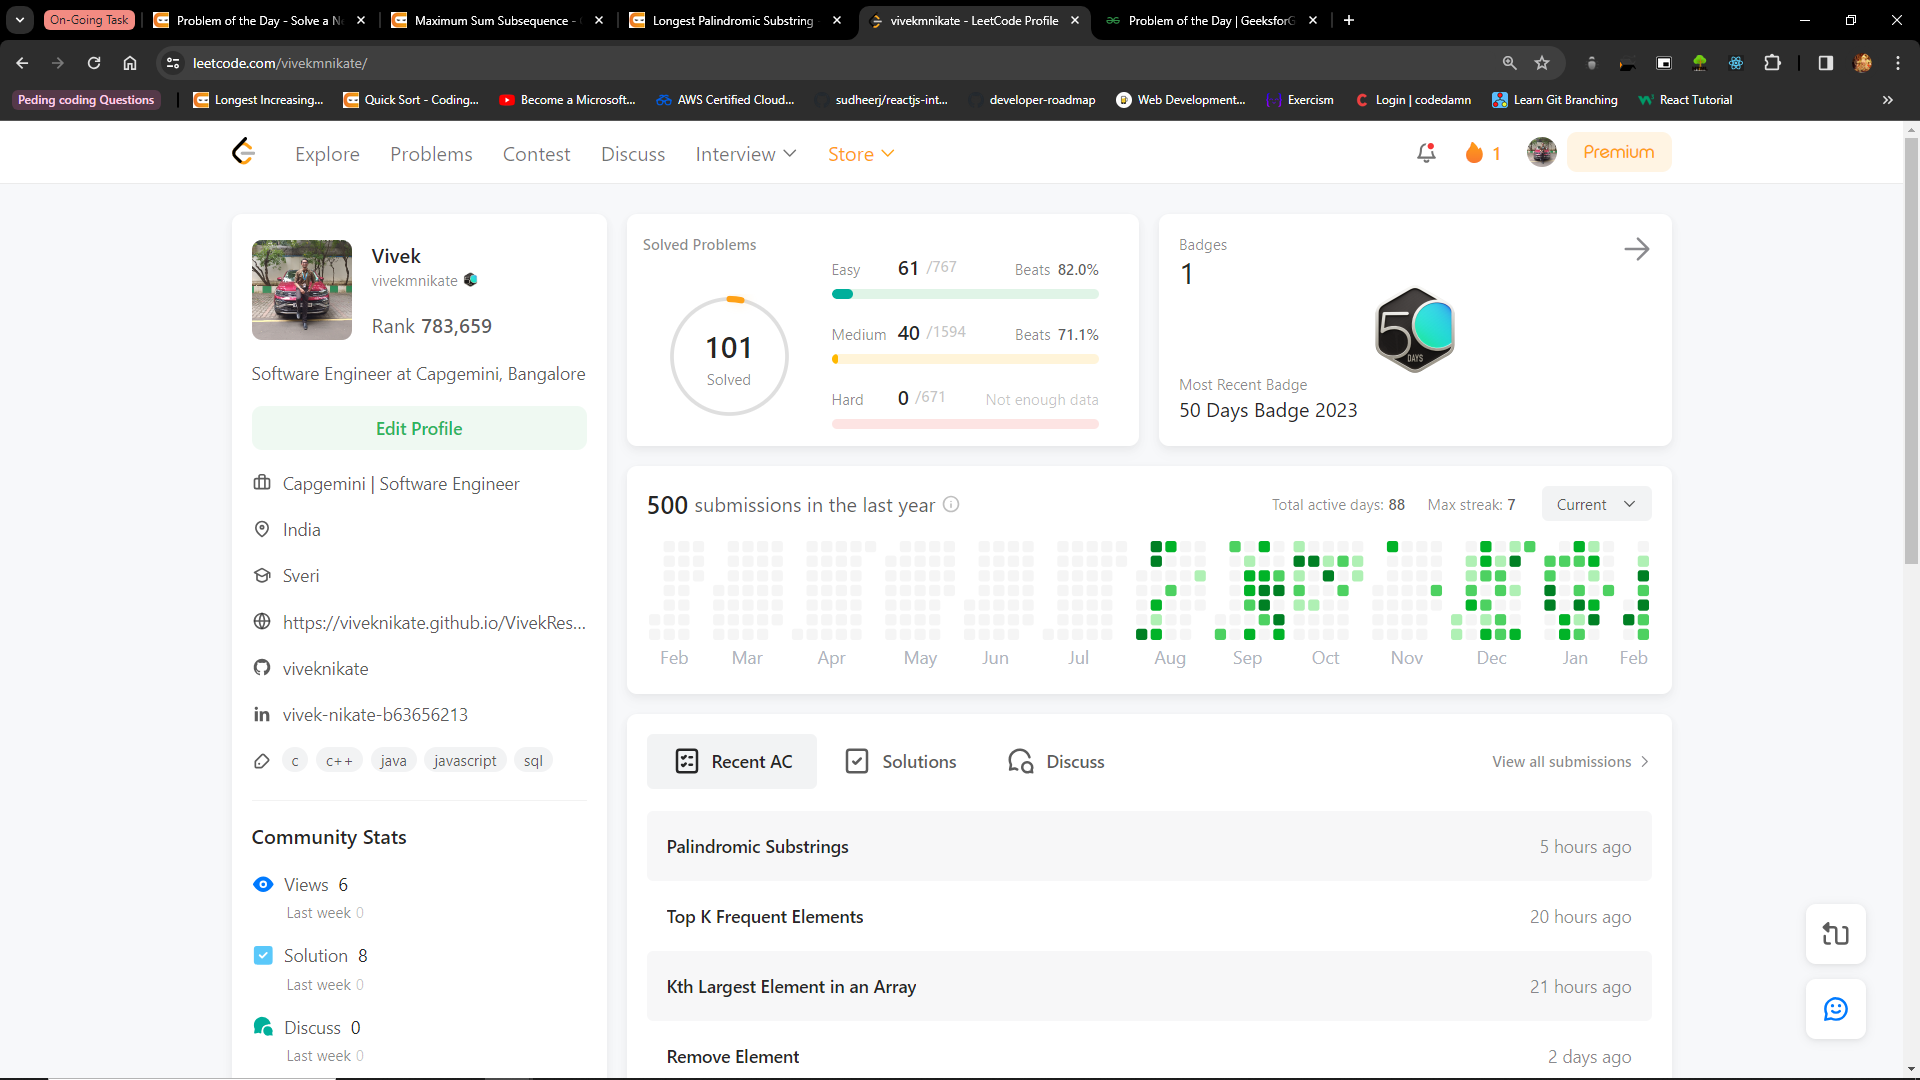 On-Going Task
Problem of the Day - Solve a N
Maximum Sum Subsequence -
Longest Palindromic Substring
vivekmnikate - LeetCode Profile
Problem of the Day | GeeksforG
leetcode.com/vivekmnikate/
Peding coding Questions
Longest Increasing...
Quick Sort - Coding...
Become a Microsoft...
AWS Certified Cloud...
sudheerj/reactjs-int...
developer-roadmap
Web Development...
Exercism
Login | codedamn
Learn Git Branching
React Tutorial
Explore Problems Contest Discuss Interview Store
1
Premium
Vivek
vivekmnikate
Rank 783,659
Software Engineer at Capgemini, Bangalore
Edit Profile
Capgemini | Software Engineer
India
Sveri
https://viveknikate.github.io/VivekRes...
viveknikate
vivek-nikate-b63656213
c c++ java javascript sql
Community Stats
Views 6
Last week 0
Solution 8
Last week 0
Discuss 0
Last week 0
Solved Problems
101
Solved
Easy 61 /767 Beats 82.0%
Medium 40 /1594 Beats 71.1%
Hard 0 /671 Not enough data
Badges
1
50
DAYS
Most Recent Badge
50 Days Badge 2023
500 submissions in the last year
Total active days: 88 Max streak: 7 Current
Feb Mar Apr May Jun Jul Aug Sep Oct Nov Dec Jan Feb
Recent AC Solutions Discuss View all submissions
Palindromic Substrings 5 hours ago
Top K Frequent Elements 20 hours ago
Kth Largest Element in an Array 21 hours ago
Remove Element 2 days ago